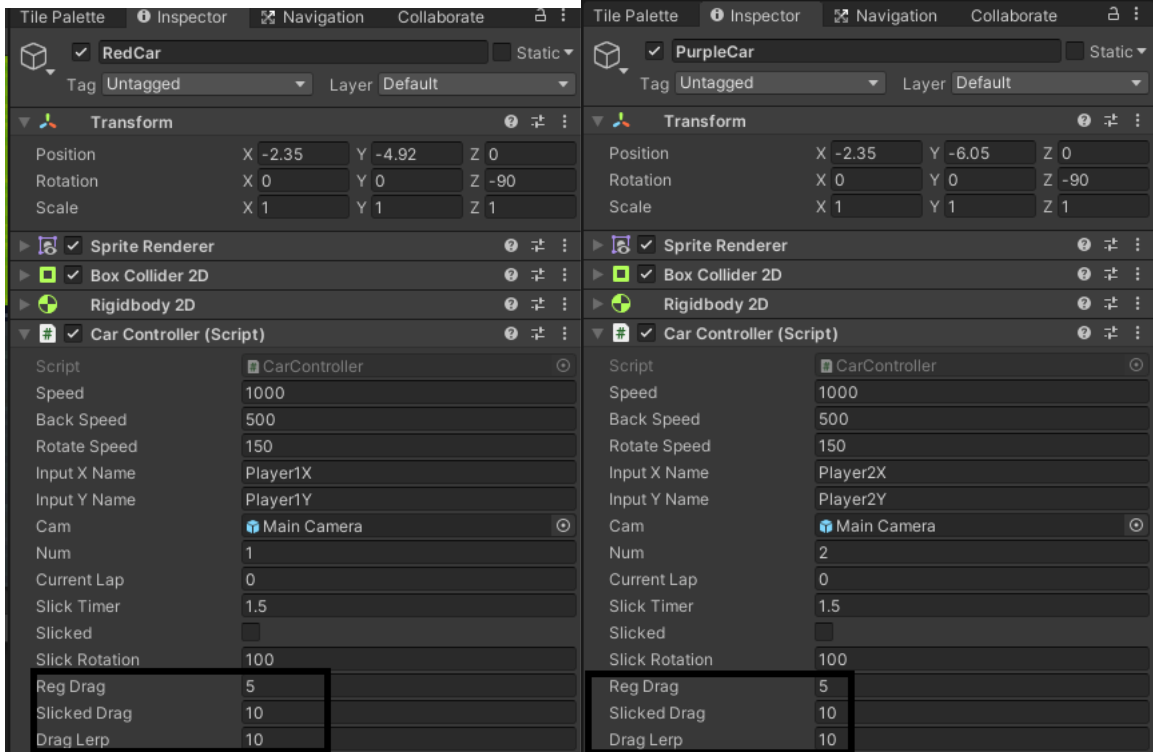 Tile Palette Inspector Navigation Collaborate
RedCar Static
Tag Untagged Layer Default
Transform
Position X -2.35 Y -4.92 Z 0
Rotation X 0 Y 0 Z -90
Scale X 1 Y 1 Z 1
Sprite Renderer
Box Collider 2D
Rigidbody 2D
# Car Controller (Script)
Script # CarController
Speed 1000
Back Speed 500
Rotate Speed 150
Input X Name Player1X
Input Y Name Player1Y
Cam Main Camera
Num 1
Current Lap 0
Slick Timer 1.5
Slicked
Slick Rotation 100
Reg Drag 5
Slicked Drag 10
Drag Lerp 10
Tile Palette Inspector Navigation Collaborate
PurpleCar Static
Tag Untagged Layer Default
Transform
Position X -2.35 Y -6.05 Z 0
Rotation X 0 Y 0 Z -90
Scale X 1 Y 1 Z 1
Sprite Renderer
Box Collider 2D
Rigidbody 2D
# Car Controller (Script)
Script # CarController
Speed 1000
Back Speed 500
Rotate Speed 150
Input X Name Player2X
Input Y Name Player2Y
Cam Main Camera
Num 2
Current Lap 0
Slick Timer 1.5
Slicked
Slick Rotation 100
Reg Drag 5
Slicked Drag 10
Drag Lerp 10